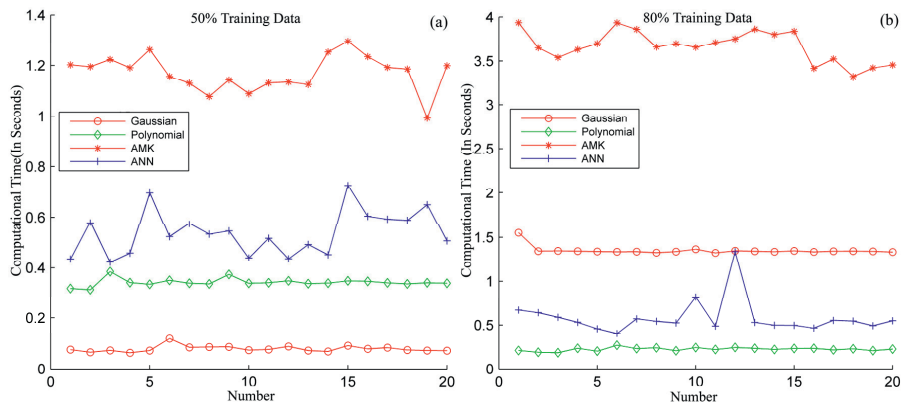 50% Training Data
(a)
Computational Time(In Seconds)
1.4
1.2
1
0.8
0.6
0.4
0.2
0
Gaussian
Polynomial
AMK
ANN
0
5
10
15
20
Number
80% Training Data
(b)
Computational Time (In Seconds)
4
3.5
3
2.5
2
1.5
1
0.5
0
Gaussian
Polynomial
AMK
ANN
0
5
10
15
20
Number